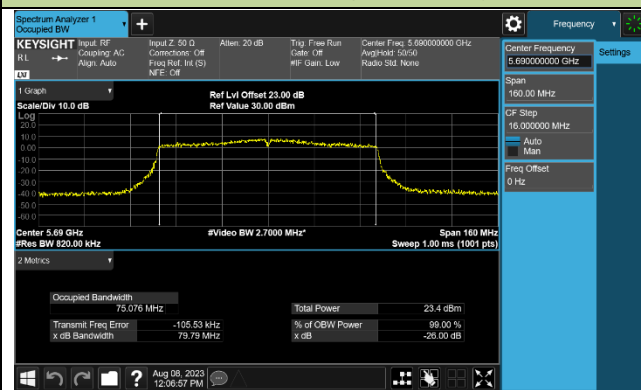 Spectrum Analyzer 1
Occupied BW
+
Frequency
KEYSIGHT
RL
LXI
Input: RF
Coupling: AC
Align: Auto
Input Z: 50 Ω
Corrections: Off
Freq Ref: Int (S)
NFE: Off
Atten: 20 dB
Trig: Free Run
Gate: Off
#IF Gain: Low
Center Freq: 5.690000000 GHz
Avg|Hold: 50/50
Radio Std: None
Center Frequency
5.690000000 GHz
Settings
Span
160.00 MHz
CF Step
16.000000 MHz
Auto
Man
Freq Offset
0 Hz
1 Graph
Scale/Div 10.0 dB
Ref Lvl Offset 23.00 dB
Ref Value 30.00 dBm
Log
20.0
10.0
0.00
-10.0
-20.0
-30.0
-40.0
-50.0
-60.0
Center 5.69 GHz
#Res BW 820.00 kHz
#Video BW 2.7000 MHz*
Span 160 MHz
Sweep 1.00 ms (1001 pts)
2 Metrics
Occupied Bandwidth
75.076 MHz
Total Power 23.4 dBm
Transmit Freq Error -105.53 kHz
% of OBW Power 99.00 %
x dB Bandwidth 79.79 MHz
x dB -26.00 dB
?
Aug 08, 2023
12:06:57 PM